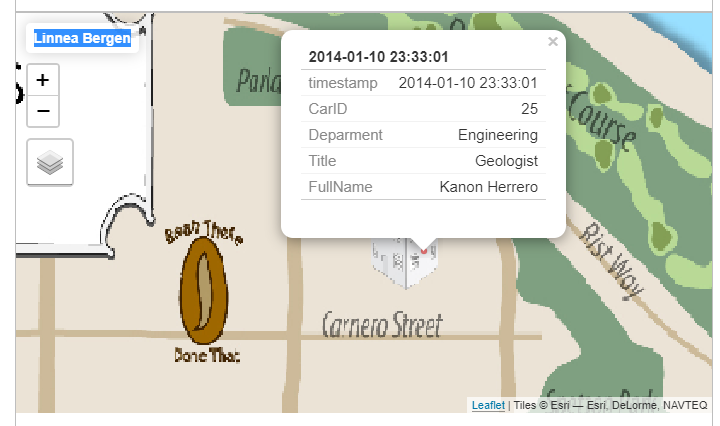 Linnea Bergen
+
−
2014-01-10 23:33:01
×
timestamp 2014-01-10 23:33:01
CarID 25
Deparment Engineering
Title Geologist
FullName Kanon Herrero
Course
Bean There
Done That
Rist Way
Carnero Street
Leaflet | Tiles © Esri — Esri, DeLorme, NAVTEQ